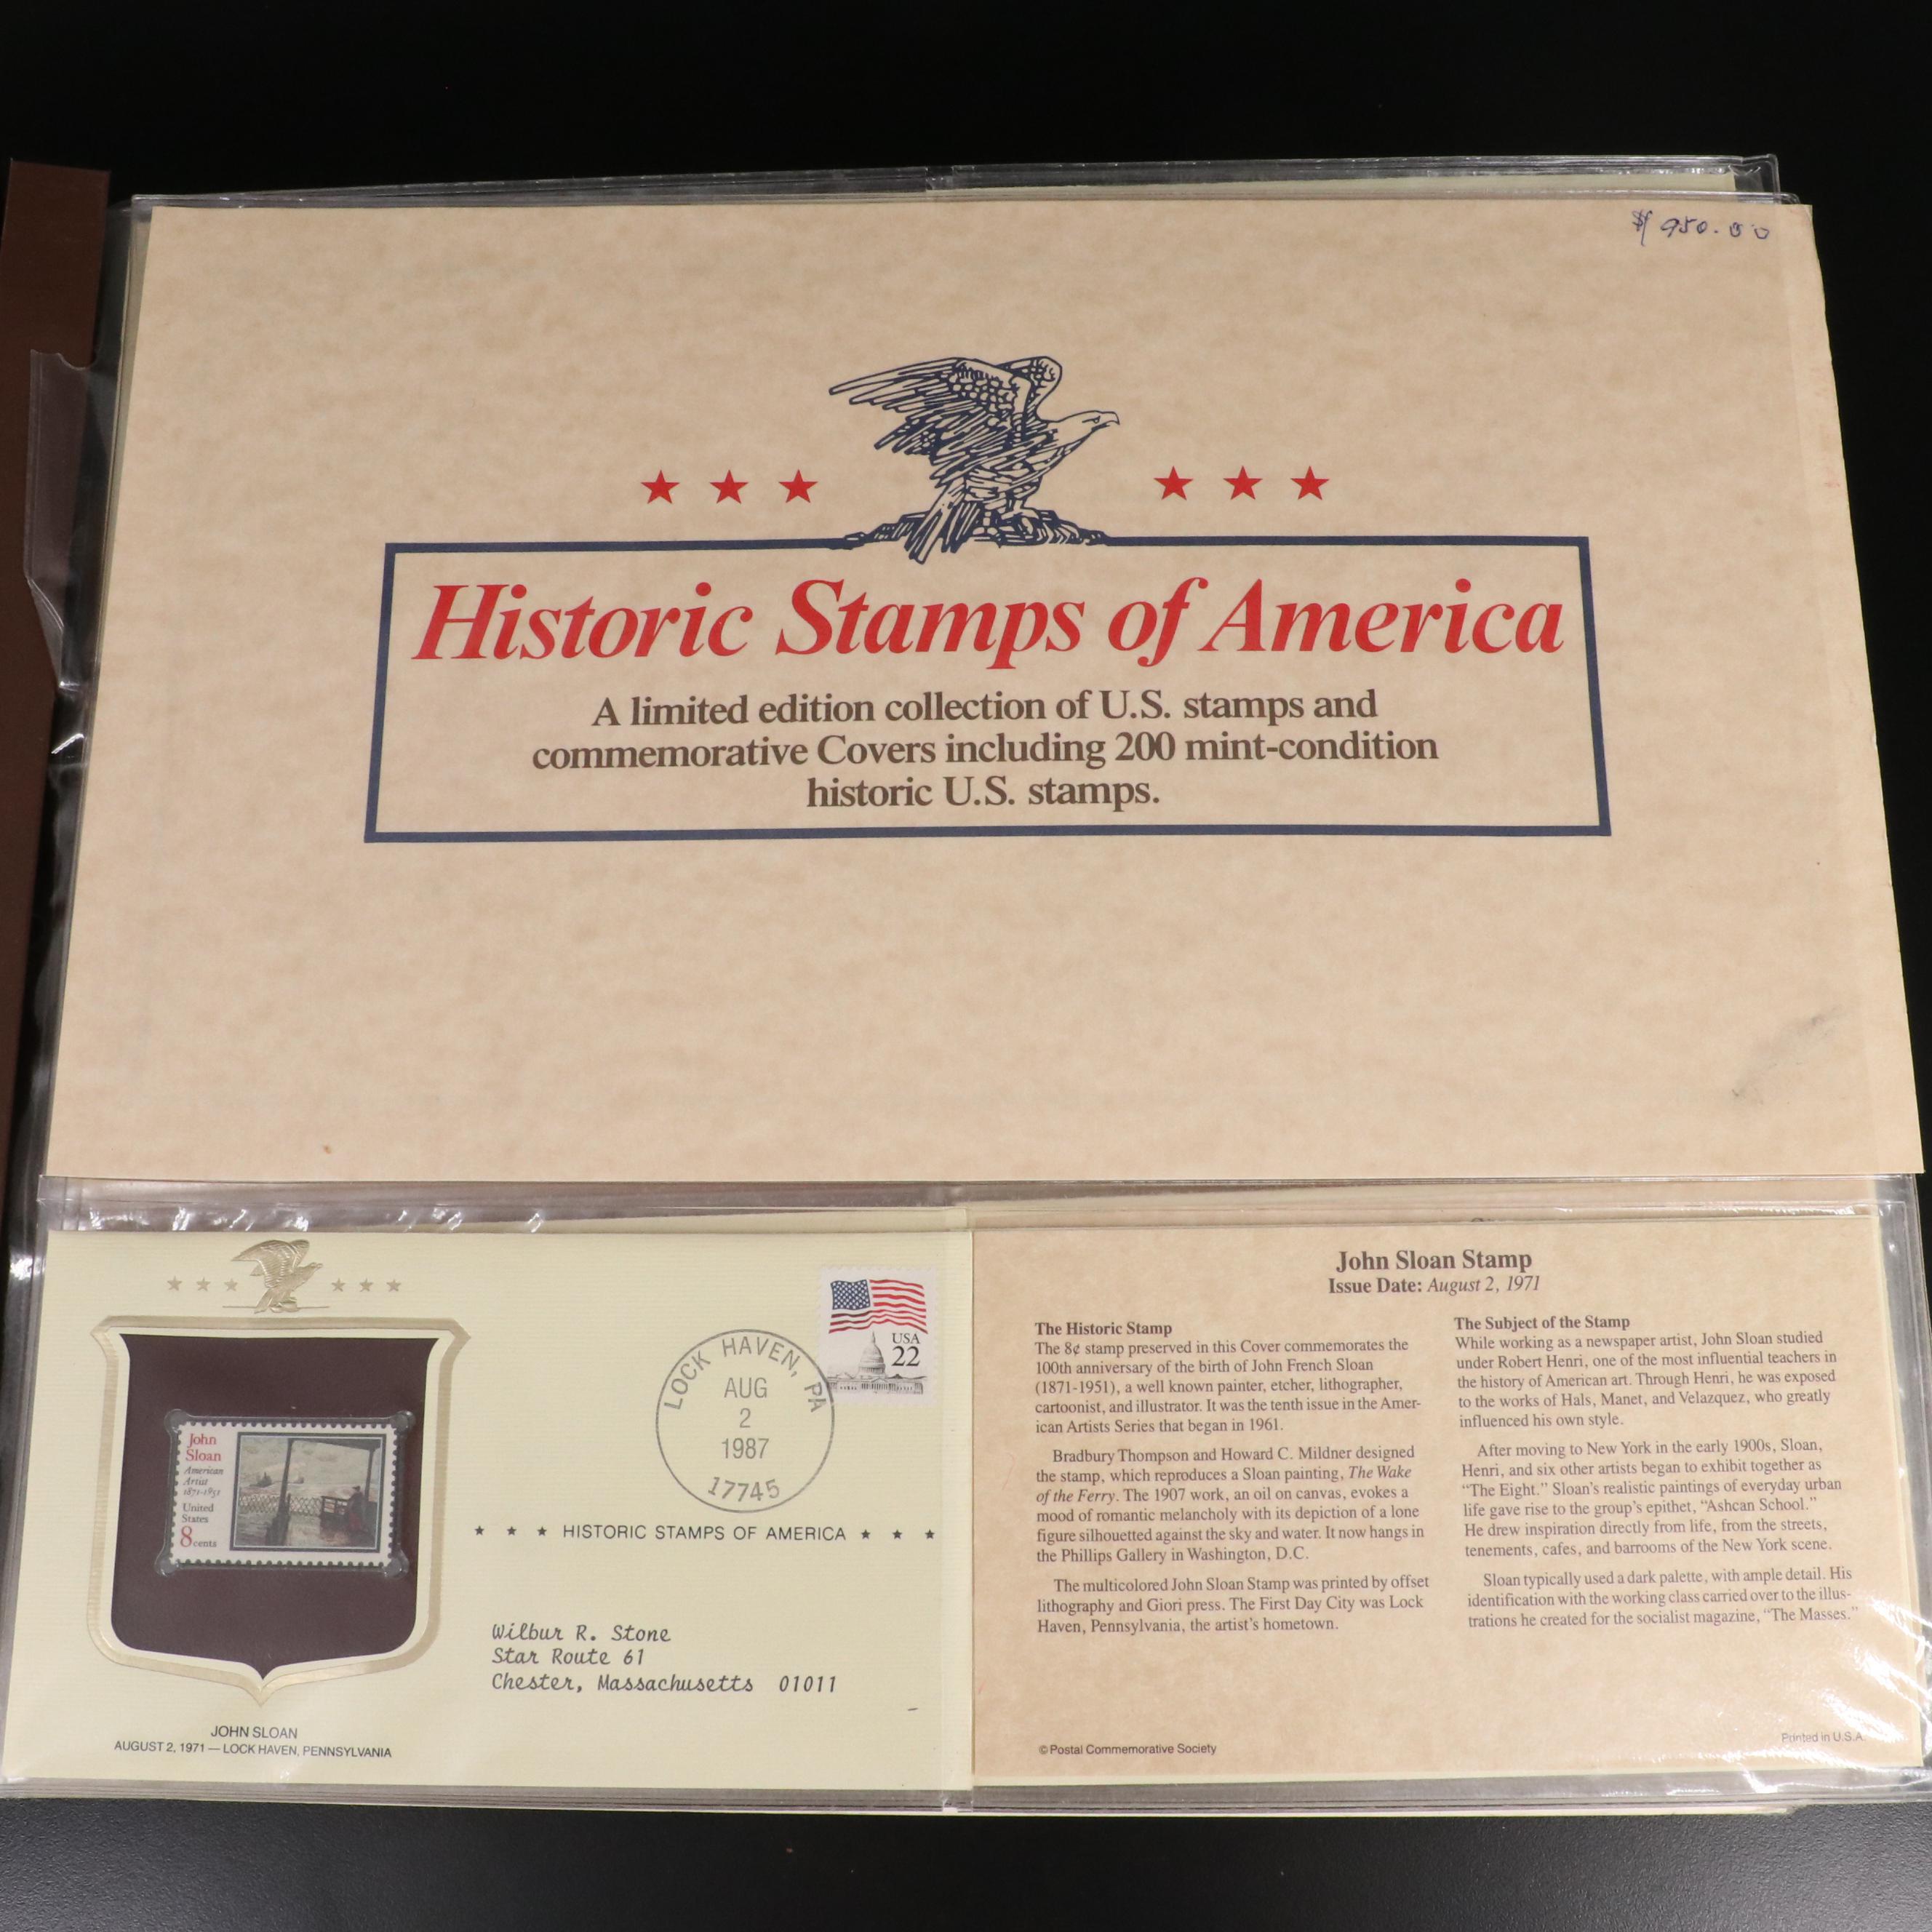 $ 950.00
Historic Stamps of America
A limited edition collection of U.S. stamps and
commemorative Covers including 200 mint-condition
historic U.S. stamps.
USA
22
LOCK HAVEN, PA
AUG
2
1987
17745
John
Sloan
American
Artist
1871-1951
United
States
8 cents
★ ★ ★ HISTORIC STAMPS OF AMERICA ★ ★ ★
Wilbur R. Stone
Star Route 61
Chester, Massachusetts 01011
JOHN SLOAN
AUGUST 2, 1971 — LOCK HAVEN, PENNSYLVANIA
John Sloan Stamp
Issue Date: August 2, 1971
The Historic Stamp
The 8¢ stamp preserved in this Cover commemorates the
100th anniversary of the birth of John French Sloan
(1871-1951), a well known painter, etcher, lithographer,
cartoonist, and illustrator. It was the tenth issue in the Amer-
ican Artists Series that began in 1961.
Bradbury Thompson and Howard C. Mildner designed
the stamp, which reproduces a Sloan painting, The Wake
of the Ferry. The 1907 work, an oil on canvas, evokes a
mood of romantic melancholy with its depiction of a lone
figure silhouetted against the sky and water. It now hangs in
the Phillips Gallery in Washington, D.C.
The multicolored John Sloan Stamp was printed by offset
lithography and Giori press. The First Day City was Lock
Haven, Pennsylvania, the artist's hometown.
The Subject of the Stamp
While working as a newspaper artist, John Sloan studied
under Robert Henri, one of the most influential teachers in
the history of American art. Through Henri, he was exposed
to the works of Hals, Manet, and Velazquez, who greatly
influenced his own style.
After moving to New York in the early 1900s, Sloan,
Henri, and six other artists began to exhibit together as
"The Eight." Sloan's realistic paintings of everyday urban
life gave rise to the group's epithet, "Ashcan School."
He drew inspiration directly from life, from the streets,
tenements, cafes, and barrooms of the New York scene.
Sloan typically used a dark palette, with ample detail. His
identification with the working class carried over to the illus-
trations he created for the socialist magazine, "The Masses."
© Postal Commemorative Society
Printed in U.S.A.